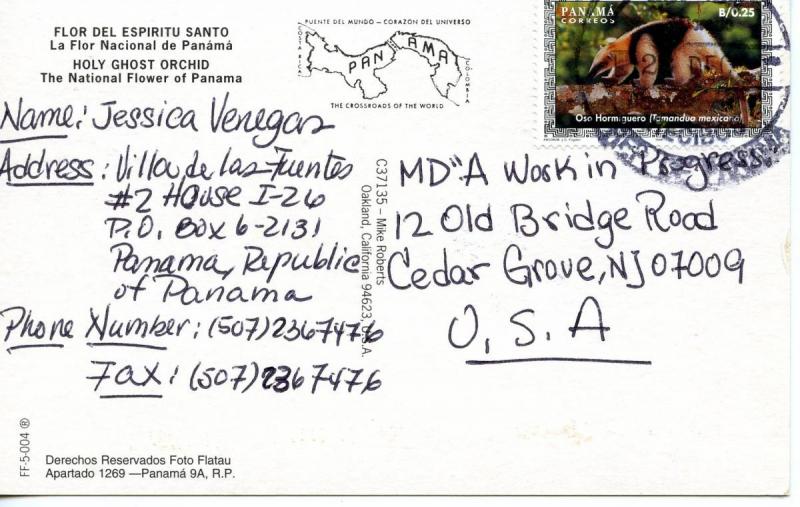 FLOR DEL ESPIRITU SANTO
La Flor Nacional de Panámá
HOLY GHOST ORCHID
The National Flower of Panama
PUENTE DEL MUNDO - CORAZÓN DEL UNIVERSO
COSTA RICA
PANAMA
COLOMBIA
THE CROSSROADS OF THE WORLD
PANAMÁ
CORREOS
B/0.25
Oso Hormiguero (Tamandua mexicana)
Name: Jessica Venegas
Address: Villa de las Fuentes
#2 House I-26
P.O. Box 6-2131
Panama, Republic
of Panama
Phone Number: (507)2367476
Fax: (507)2367476
C37135 – Mike Roberts
Oakland, California 94623, U.S.A.
MD "A Work in Progress"
12 Old Bridge Road
Cedar Grove, NJ 07009
U.S.A
FF-5-004 ®
Derechos Reservados Foto Flatau
Apartado 1269 —Panamá 9A, R.P.